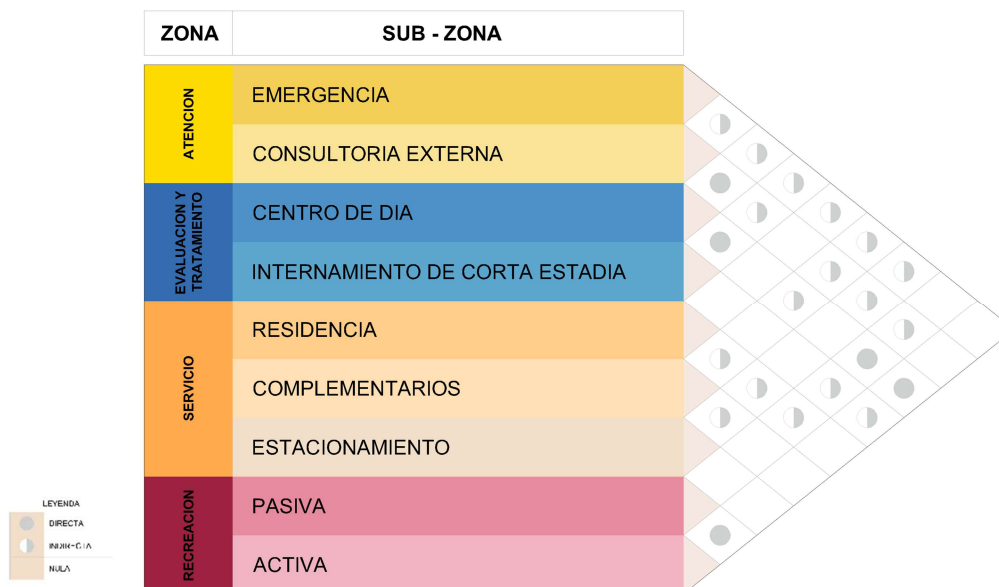 ZONA
SUB - ZONA
ATENCION
EMERGENCIA
CONSULTORIA EXTERNA
EVALUACION Y
TRATAMIENTO
CENTRO DE DIA
INTERNAMIENTO DE CORTA ESTADIA
SERVICIO
RESIDENCIA
COMPLEMENTARIOS
ESTACIONAMIENTO
RECREACION
PASIVA
ACTIVA
LEYENDA
DIRECTA
NULA